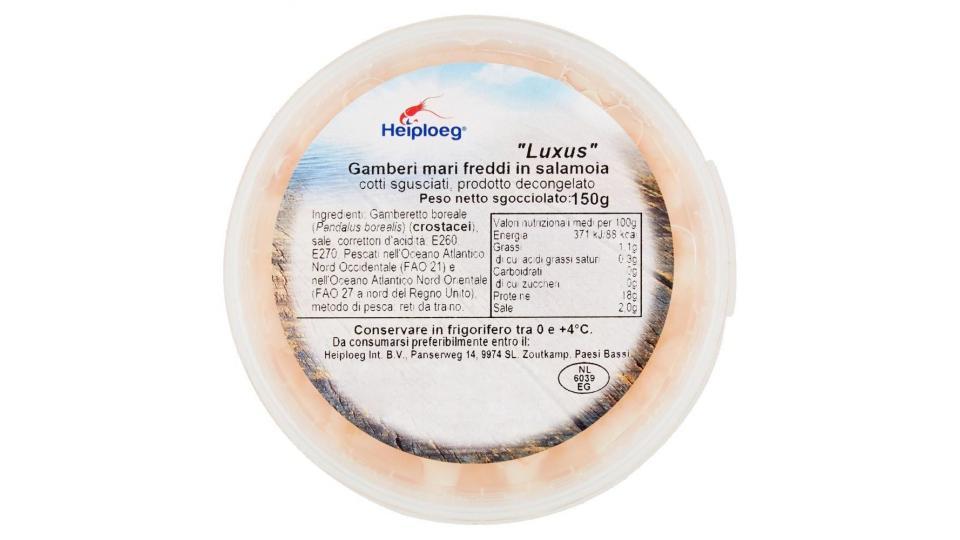 Heiploeg®
"Luxus"
Gamberi mari freddi in salamoia
cotti sgusciati, prodotto decongelato
Peso netto sgocciolato:150g
Ingredienti: Gamberetto boreale
(Pandalus borealis) (crostacei),
sale, correttori d'acidità: E260,
E270. Pescati nell'Oceano Atlantico
Nord Occidentale (FAO 21) e
nell'Oceano Atlantico Nord Orientale
(FAO 27 a nord del Regno Unito),
metodo di pesca: reti da traino.
Valori nutrizionali medi per 100g
Energia 371 kJ/88 kcal
Grassi 1.1g
di cui acidi grassi saturi 0.3g
Carboidrati 0g
di cui zuccheri 0g
Proteine 18g
Sale 2.0g
Conservare in frigorifero tra 0 e +4°C.
Da consumarsi preferibilmente entro il:
Heiploeg Int. B.V., Panserweg 14, 9974 SL. Zoutkamp, Paesi Bassi
NL
6039
EG